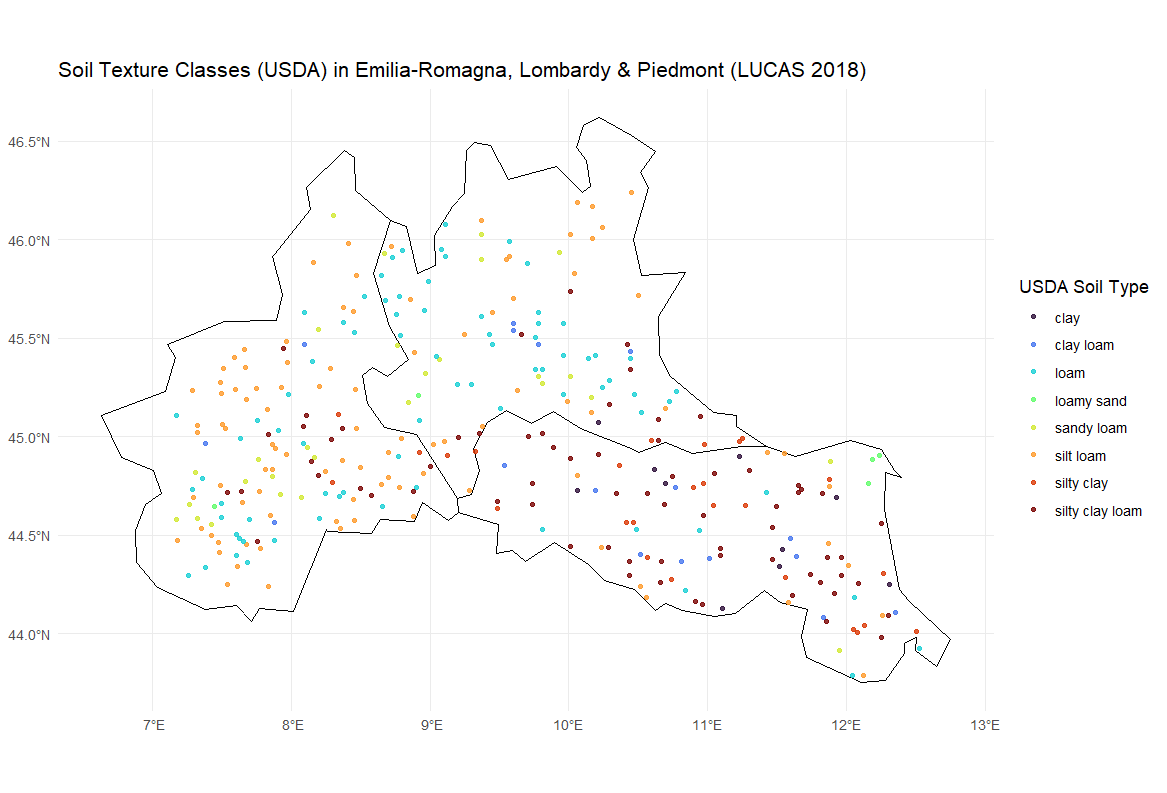 Soil Texture Classes (USDA) in Emilia-Romagna, Lombardy & Piedmont (LUCAS 2018)
46.5°N
46.0°N
45.5°N
45.0°N
44.5°N
44.0°N
7°E 8°E 9°E 10°E 11°E 12°E 13°E
USDA Soil Type
clay
clay loam
loam
loamy sand
sandy loam
silt loam
silty clay
silty clay loam